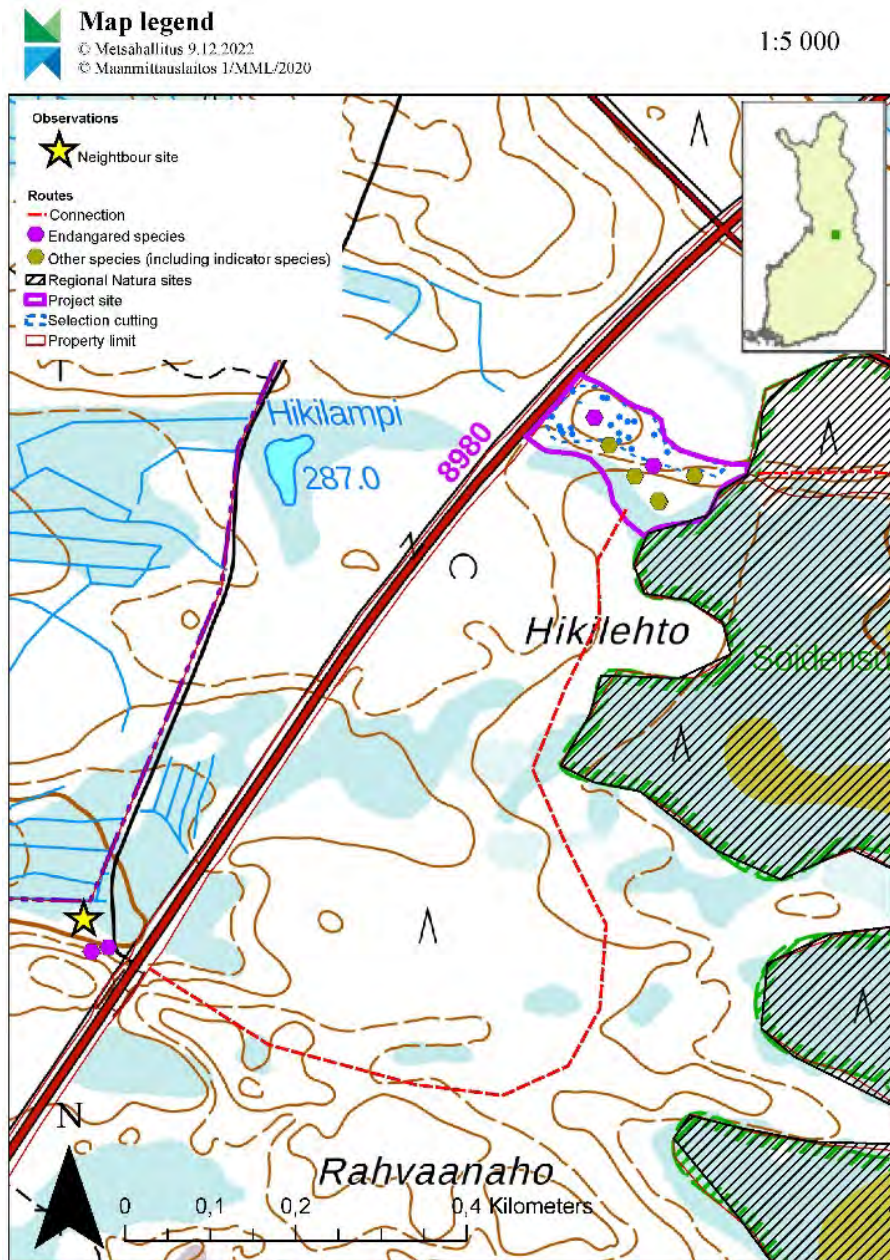 Map legend
© Metsähallitus 9.12.2022
© Maanmittauslaitos 1/MML/2020
1:5 000
Observations
Neighbour site
Routes
Connection
Endangared species
Other species (including indicator species)
Regional Natura sites
Project site
Selection cutting
Property limit
Hikilampi
287.0
8980
Hikilehto
Soidensu
Rahvaanaho
N
0 0,1 0,2 0,4 Kilometers